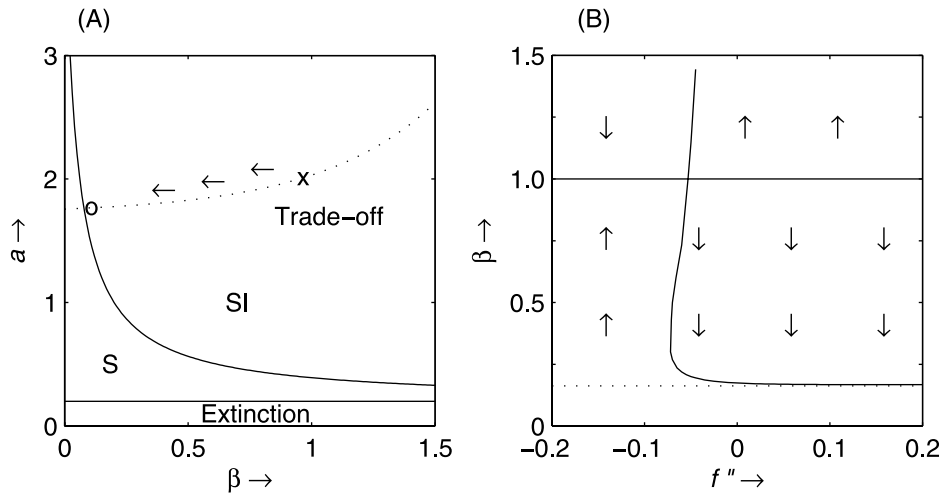 (A)
3
2
1
0
a →
0
0.5
1
1.5
β →
← ← ←
x
o
Trade-off
SI
S
Extinction
(B)
1.5
1.0
0.5
0
β →
−0.2
−0.1
0
0.1
0.2
f " →
↓ ↑ ↑
↑ ↓ ↓ ↓
↑ ↓ ↓ ↓